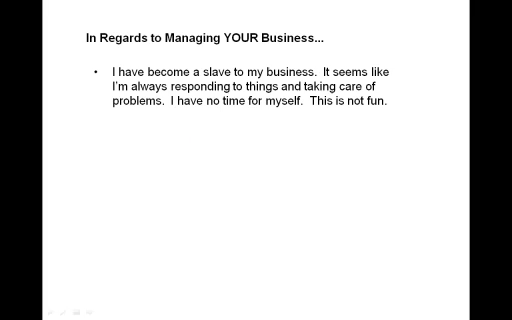 In Regards to Managing YOUR Business...
• I have become a slave to my business.  It seems like
I'm always responding to things and taking care of
problems.  I have no time for myself.  This is not fun.